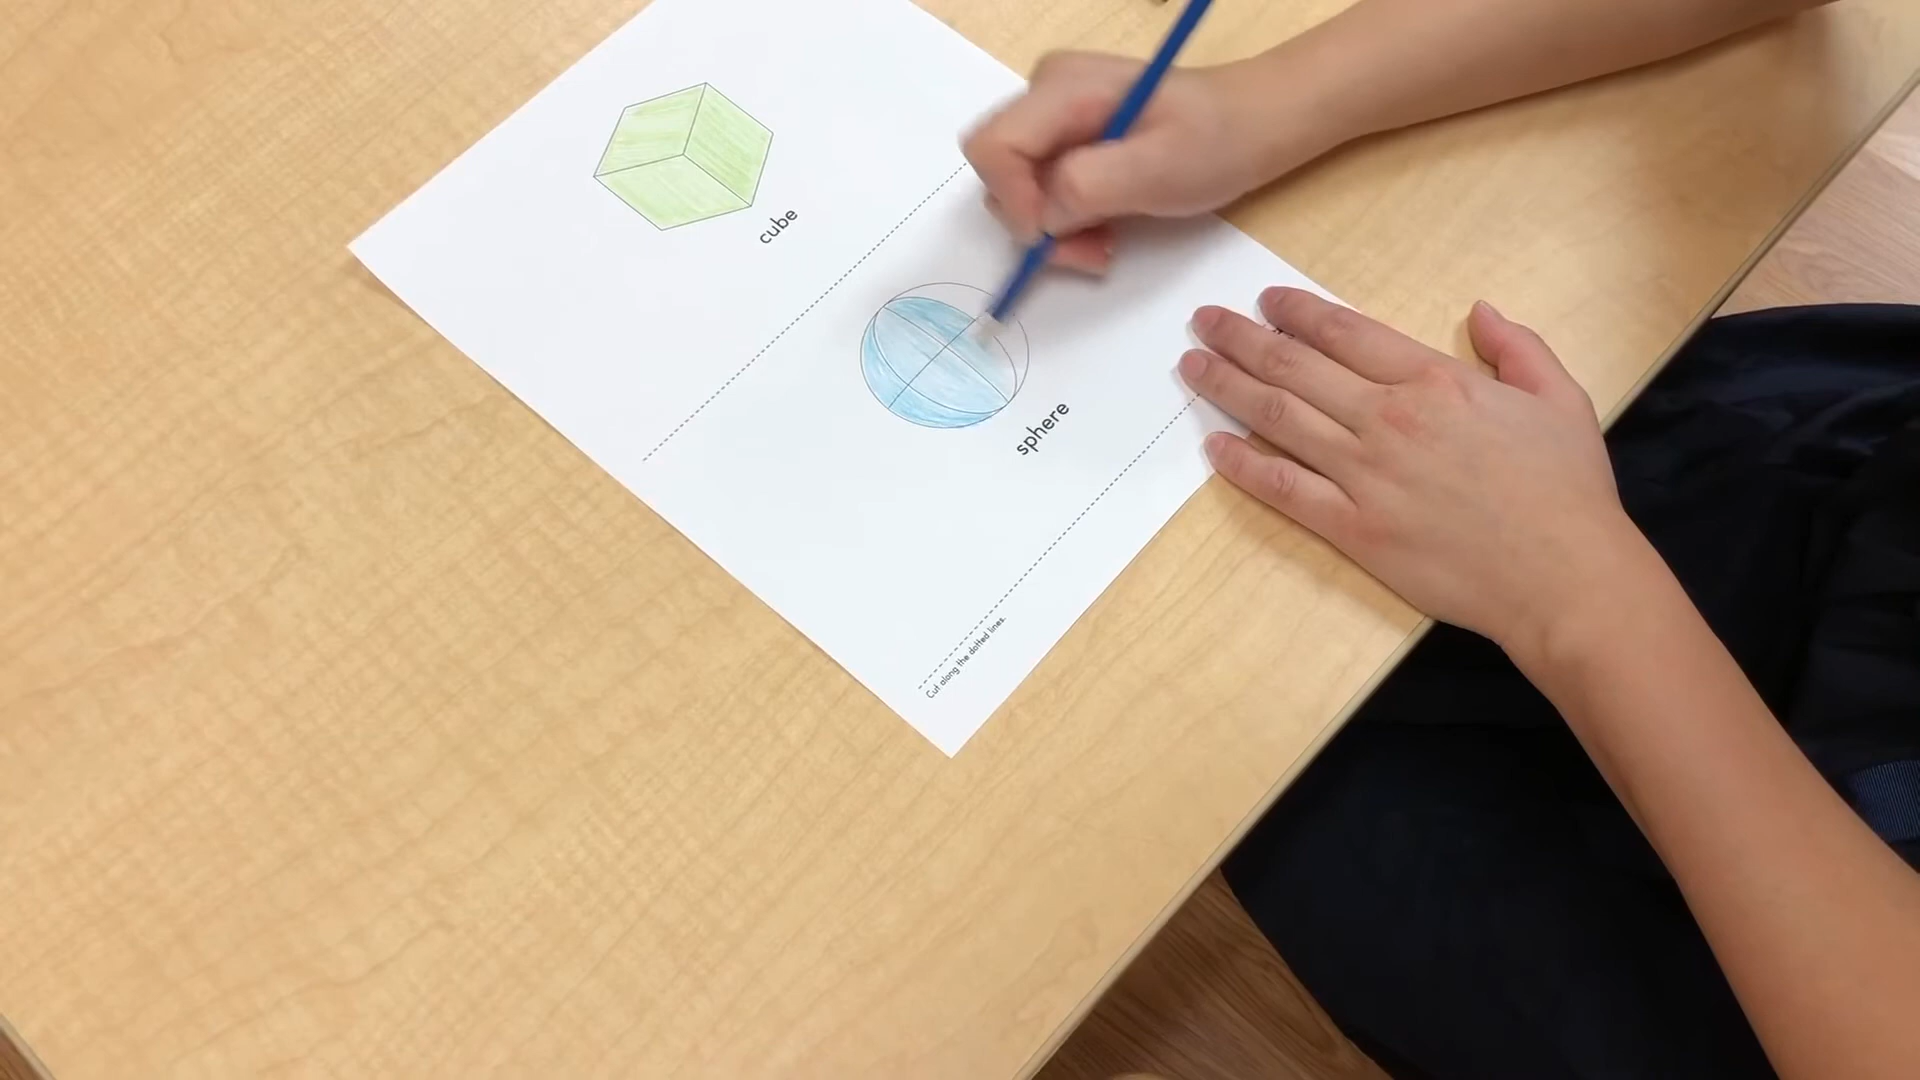 cube
sphere
Cut along the dotted lines.